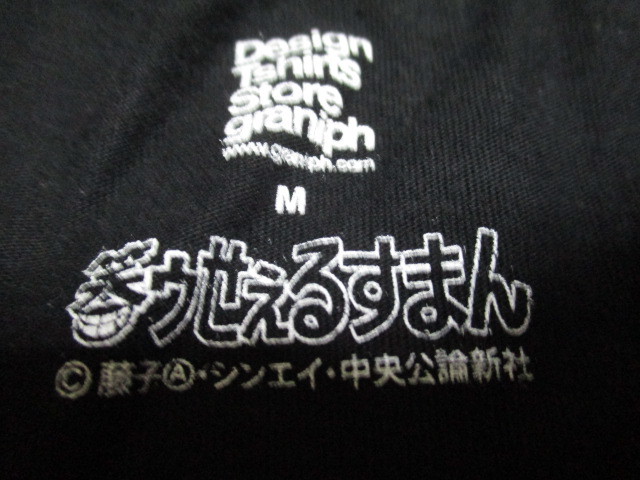 Design
Tshirts
Store
graniph
www.graniph.com
M
笑ゥせぇるすまん
© 藤子Ⓐ・シンエイ・中央公論新社